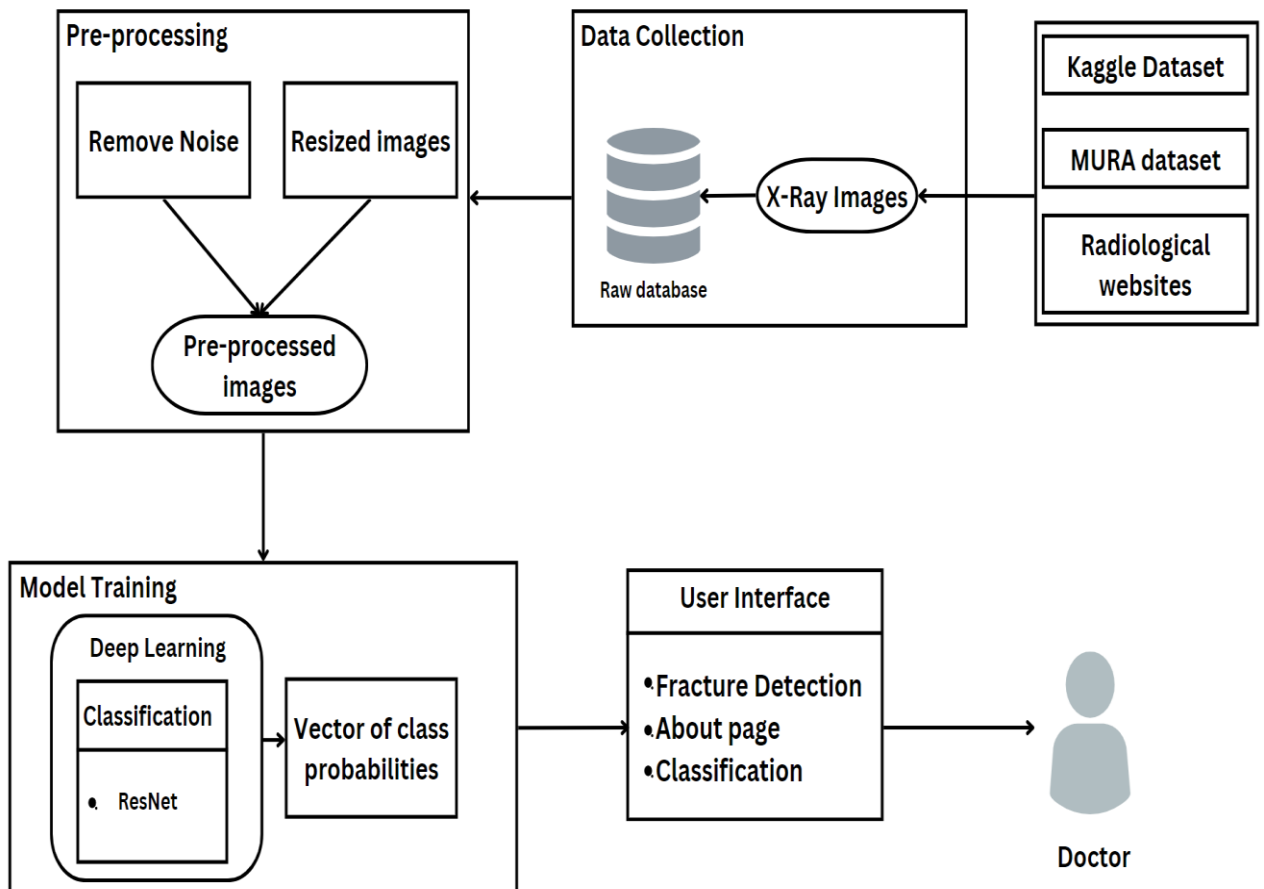 Pre-processing
Remove Noise
Resized images
Pre-processed
images
Data Collection
X-Ray Images
Raw database
Kaggle Dataset
MURA dataset
Radiological
websites
Model Training
Deep Learning
Classification
• ResNet
Vector of class
probabilities
User Interface
• Fracture Detection
• About page
• Classification
Doctor